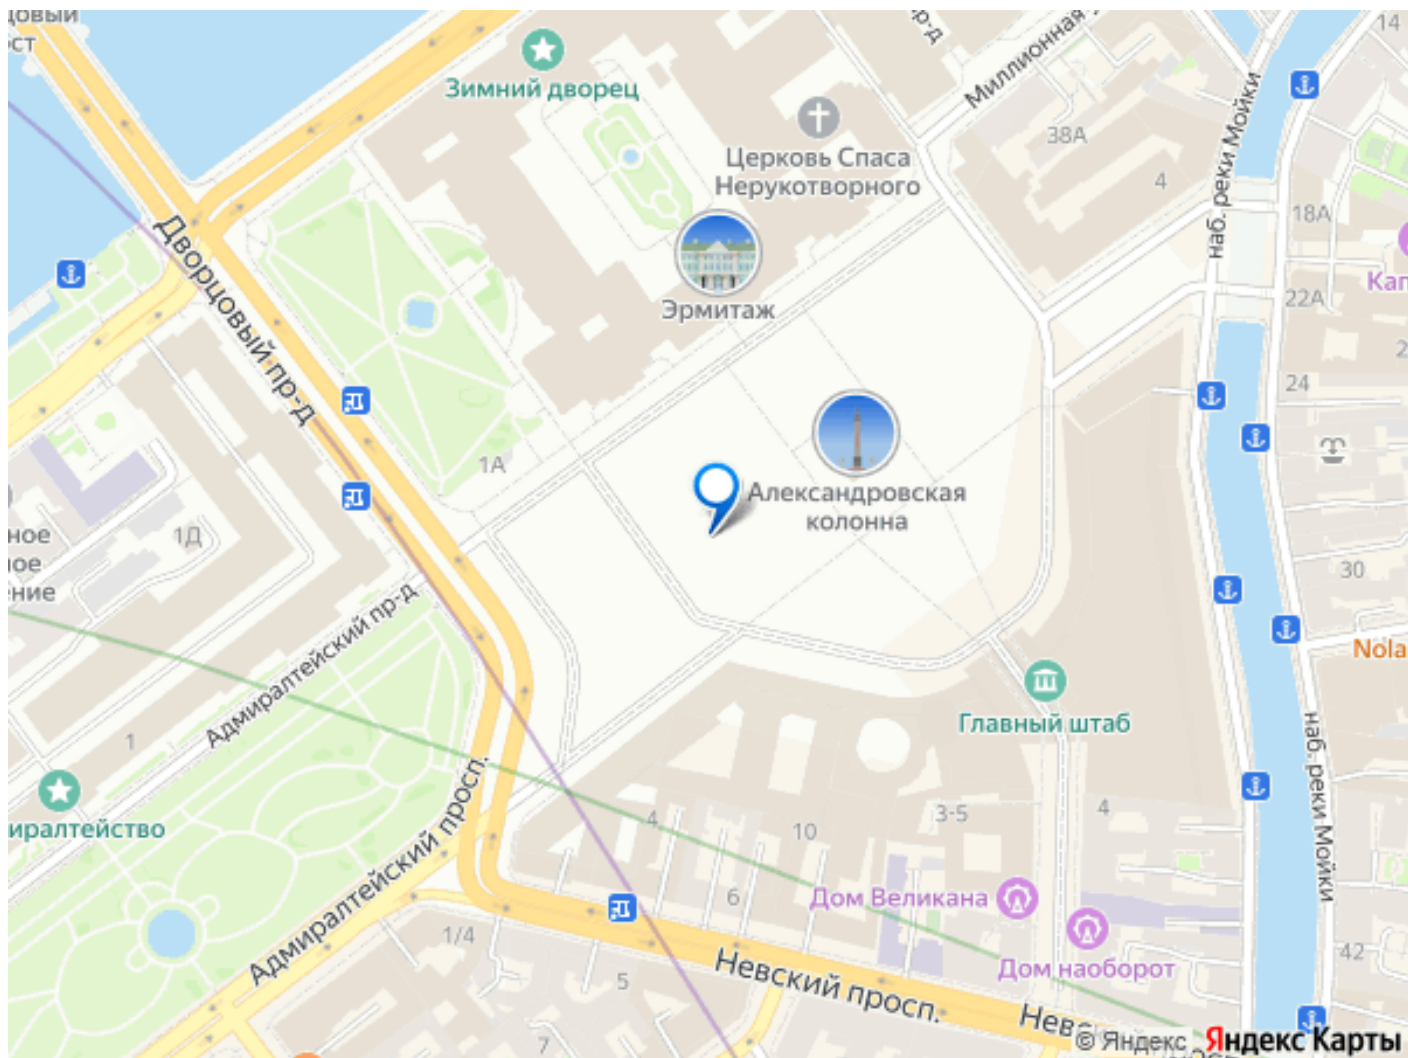 Зимний дворец
Миллионная
38А
14
наб. реки Мойки
Церковь Спаса
Нерукотворного
4
18А
Дворцовый пр-д
Эрмитаж
22А
24
1А
Александровская
колонна
1Д
30
Адмиралтейский пр-д
Главный штаб
наб. реки Мойки
1
Адмиралтейский просп.
4
10
3-5
4
6
Дом Великана
1/4
Дом наоборот
42
5
Невский просп.
7
© Яндекс Яндекс Карты